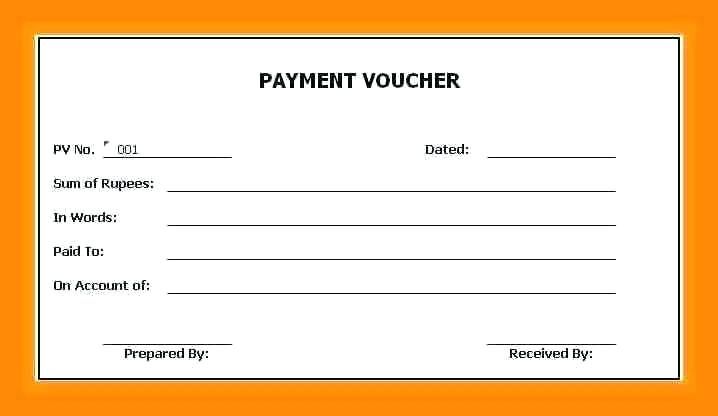 PAYMENT VOUCHER
PV No. 001 Dated:
Sum of Rupees:
In Words:
Paid To:
On Account of:
Prepared By: Received By: